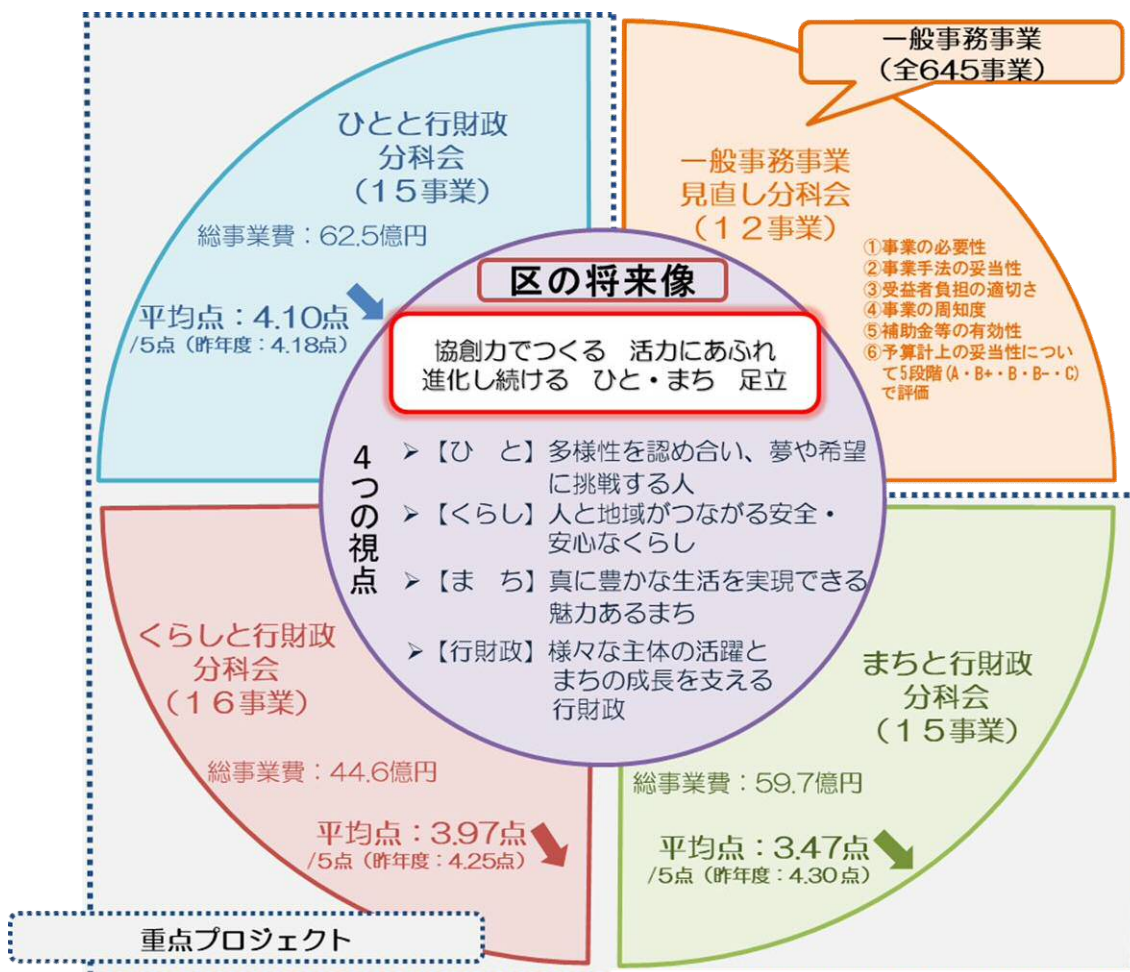 一般事務事業
（全645事業）
ひとと行財政
分科会
（１５事業）
総事業費：62.5億円
平均点：4.10点
/5点（昨年度：4.18点）
一般事務事業
見直し分科会
（１２事業）
①事業の必要性
②事業手法の妥当性
③受益者負担の適切さ
④事業の周知度
⑤補助金等の有効性
⑥予算計上の妥当性につい
て5段階(A・B+・B・B-・C)
で評価
区の将来像
協創力でつくる　活力にあふれ
進化し続ける　ひと・まち　足立
４つの視点
➢【ひ　と】多様性を認め合い、夢や希望
に挑戦する人
➢【くらし】人と地域がつながる安全・
安心なくらし
➢【ま　ち】真に豊かな生活を実現できる
魅力あるまち
➢【行財政】様々な主体の活躍と
まちの成長を支える
行財政
くらしと行財政
分科会
（１６事業）
総事業費：44.6億円
平均点：3.97点
/5点（昨年度：4.25点）
まちと行財政
分科会
（１５事業）
総事業費：59.7億円
平均点：3.47点
/5点（昨年度：4.30点）
重点プロジェクト